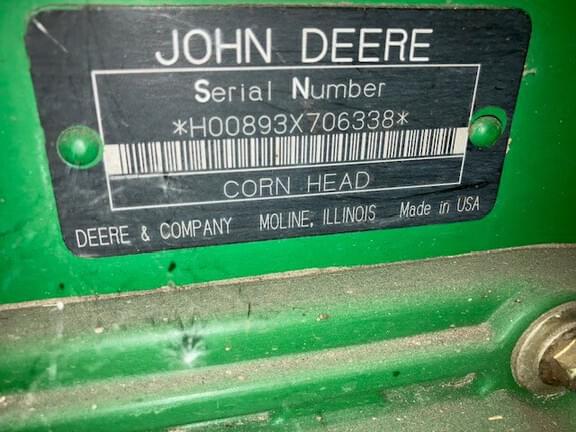 JOHN DEERE
Serial Number
*H00893X706338*
CORN HEAD
DEERE & COMPANY MOLINE, ILLINOIS Made in USA